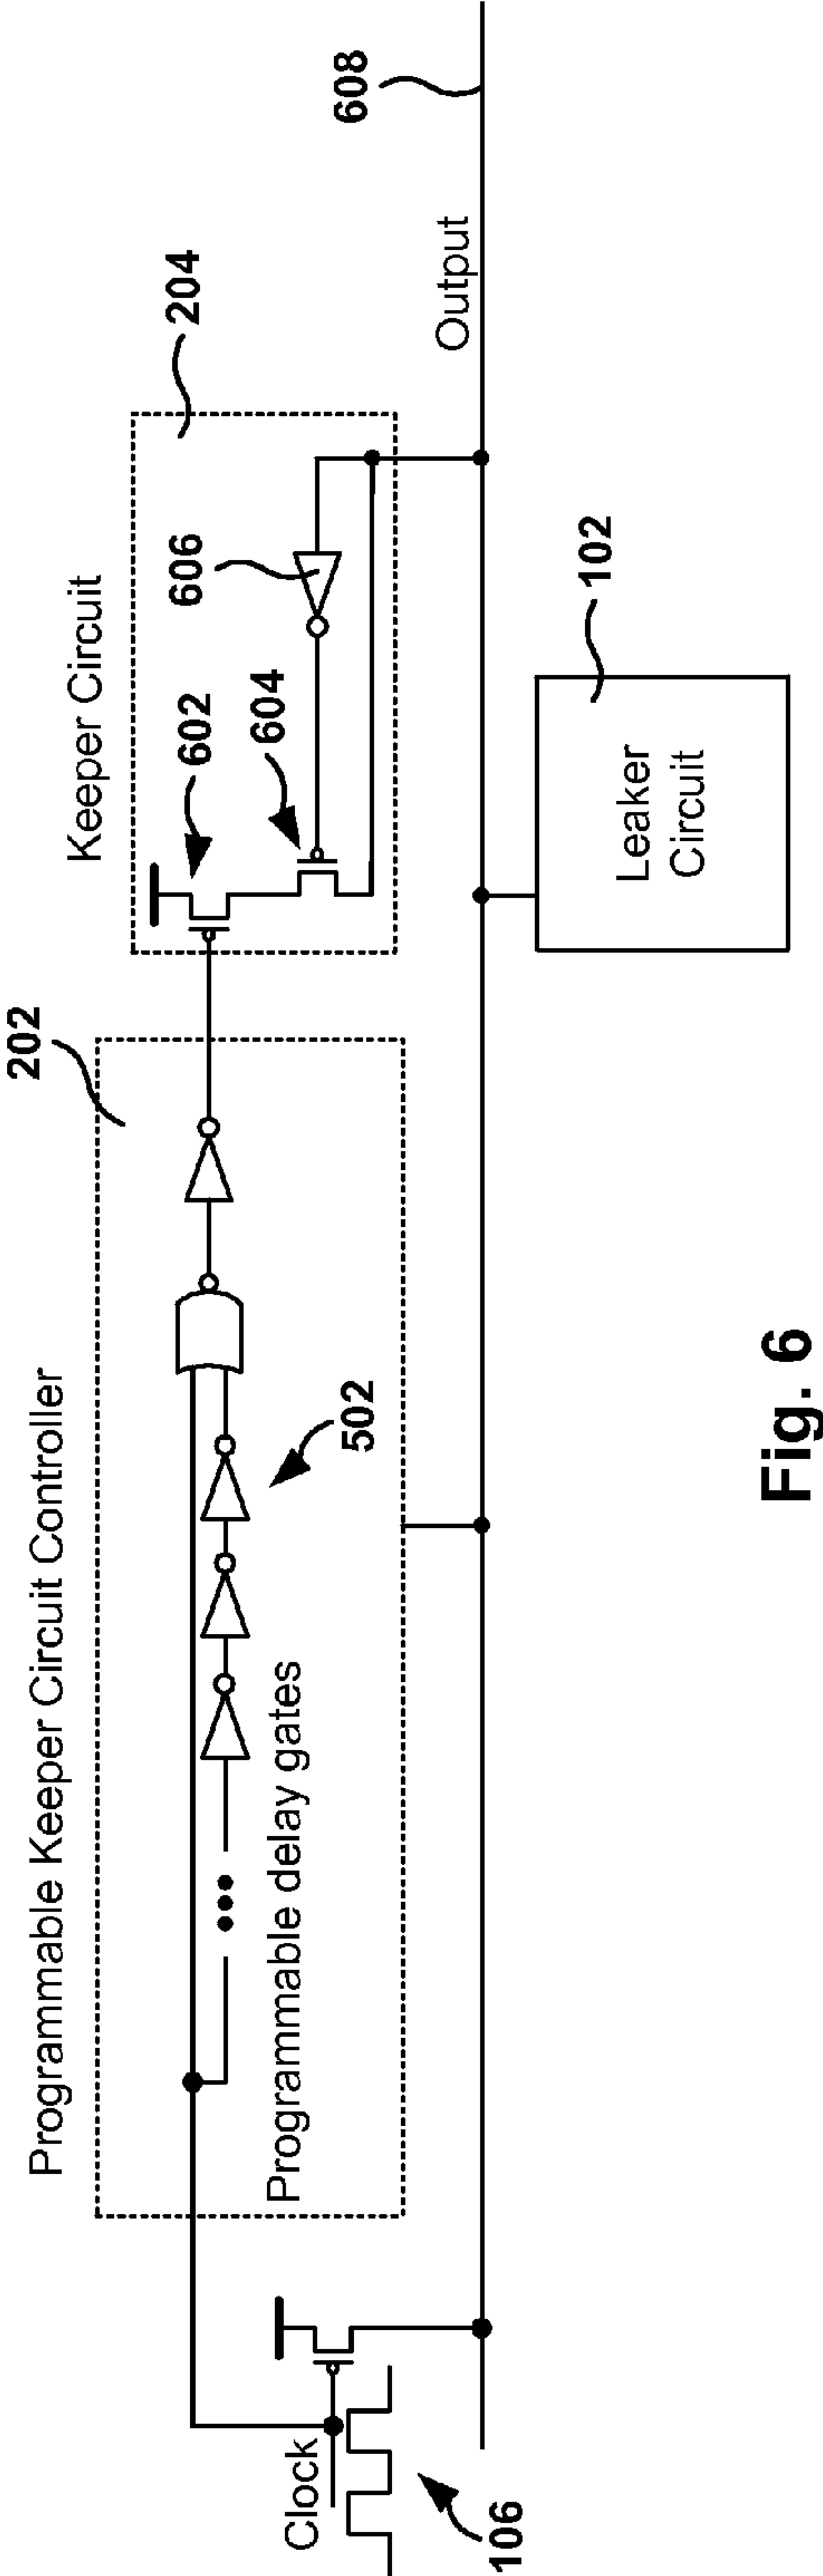 Programmable Keeper Circuit Controller
202
Keeper Circuit
204
602
606
604
502
Programmable delay gates
Clock
106
Output
608
Leaker
Circuit
102
Fig. 6